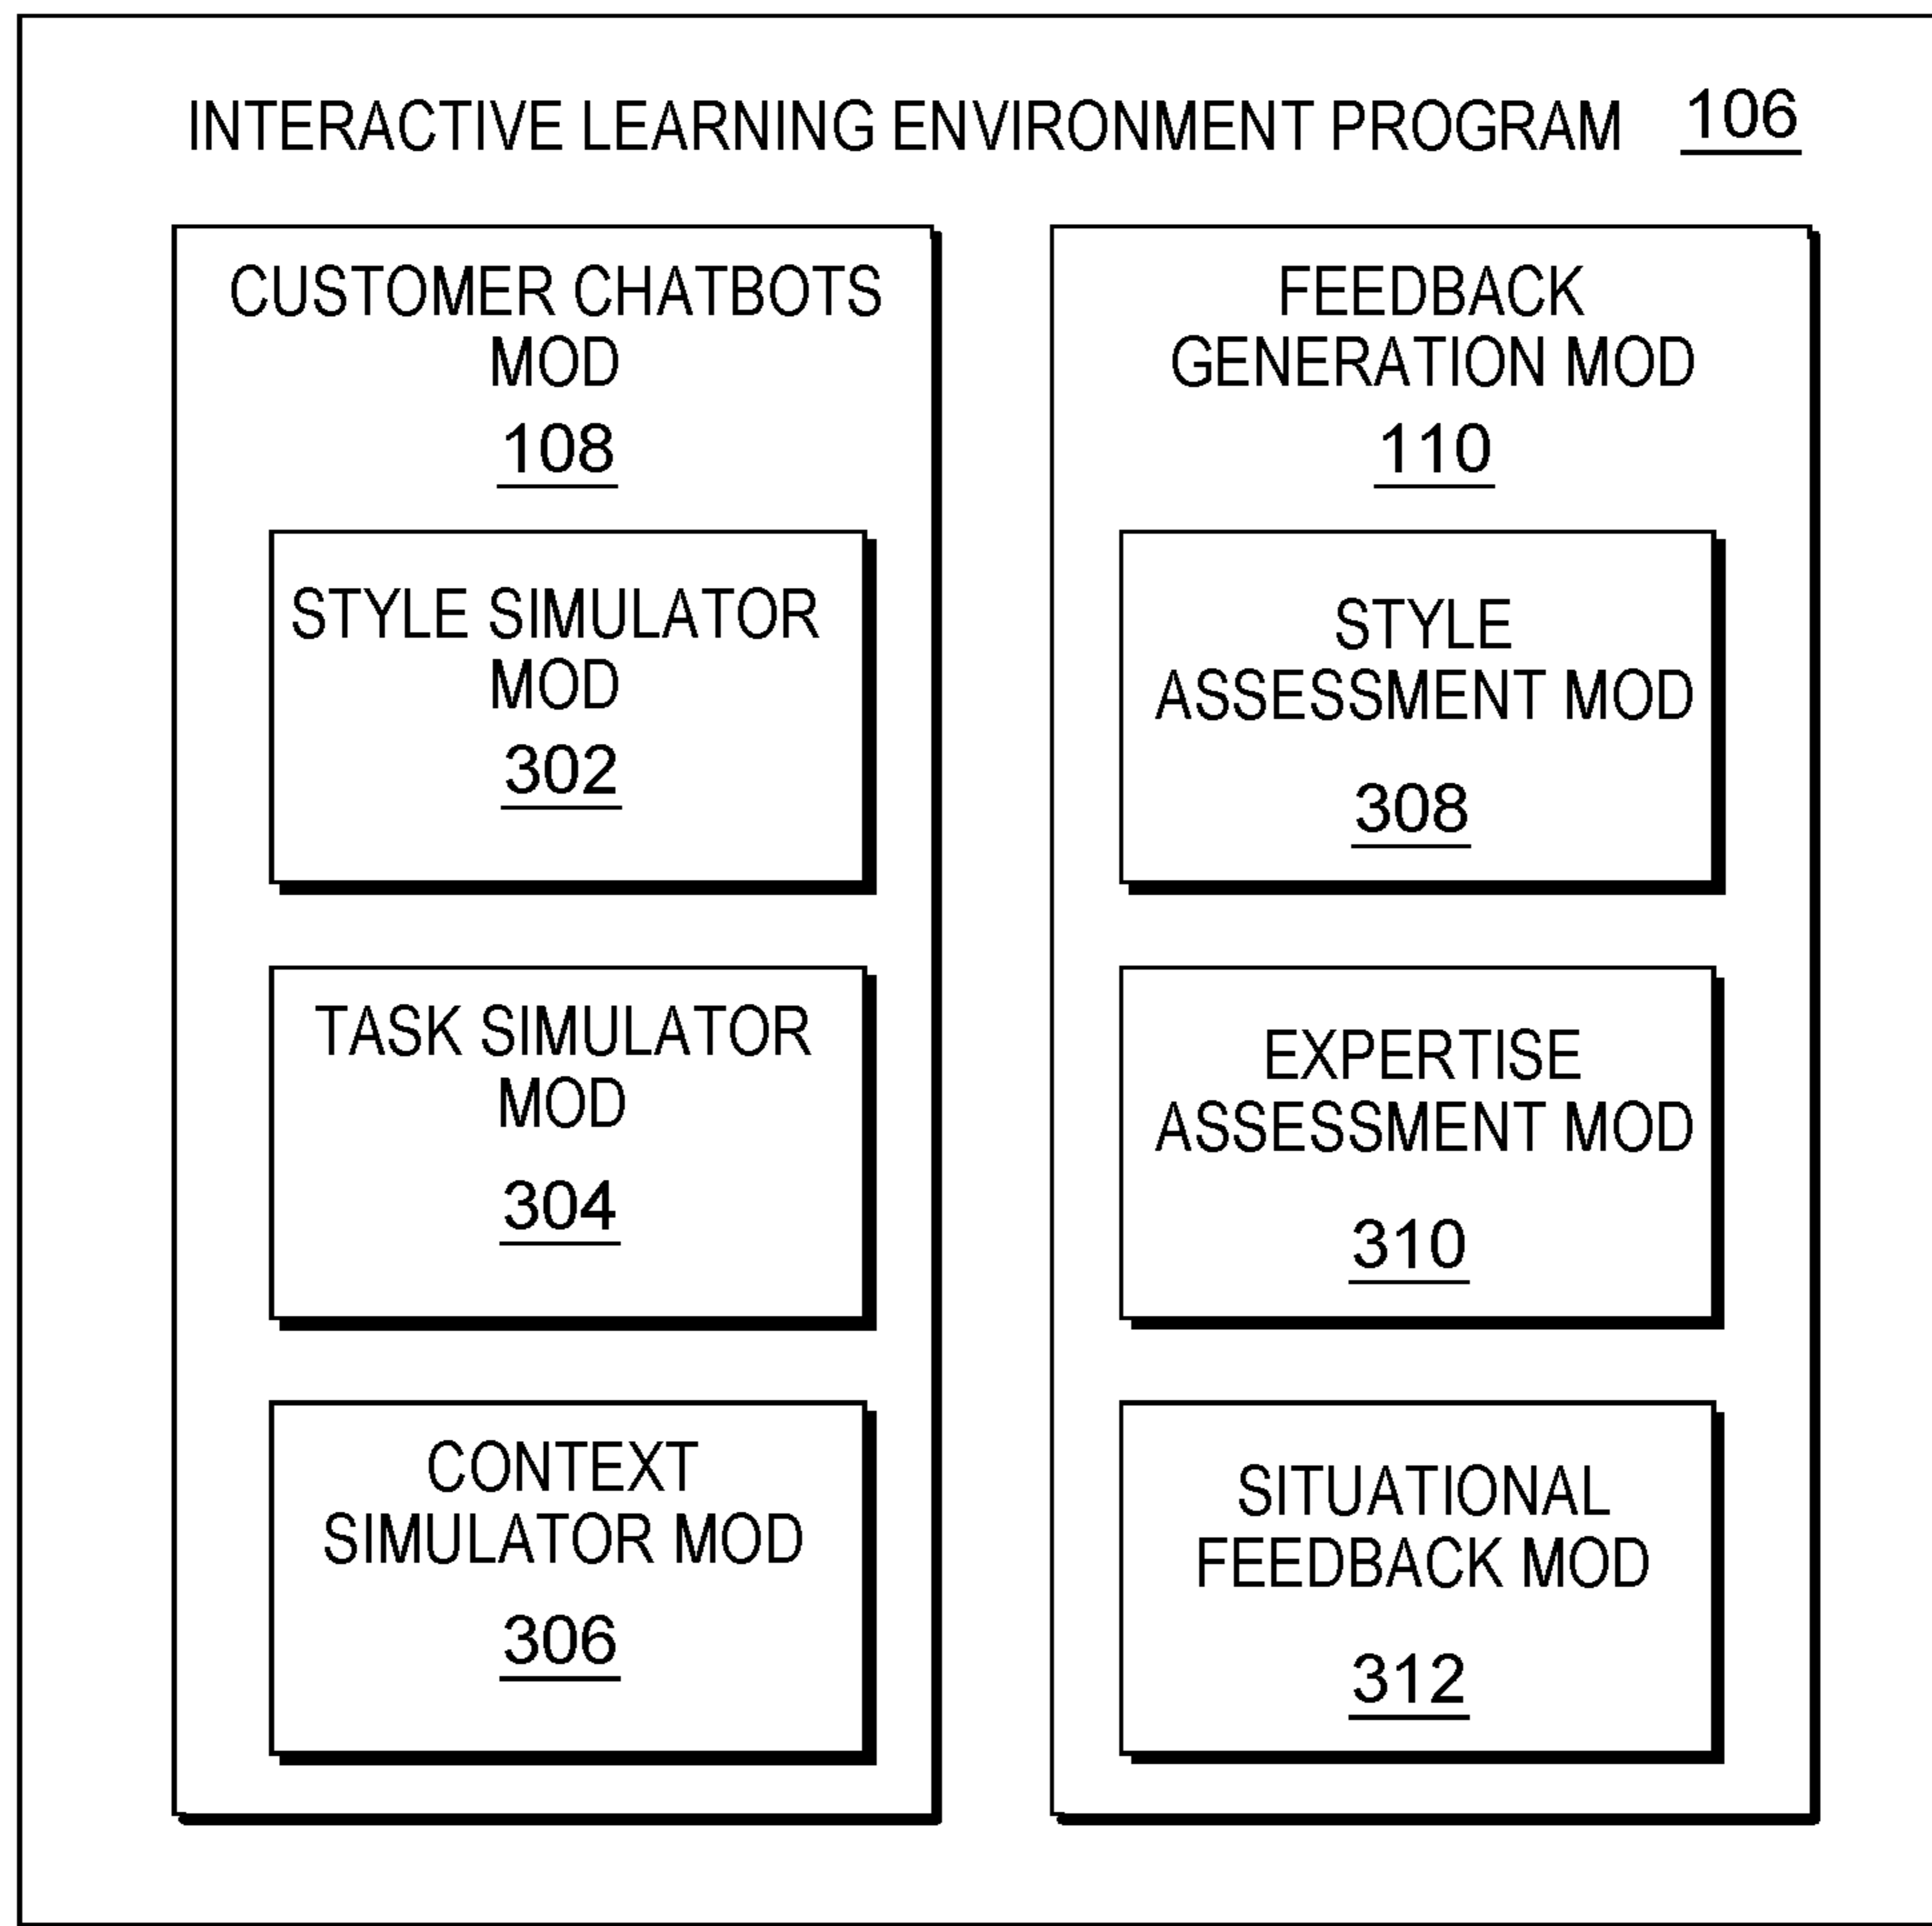 INTERACTIVE LEARNING ENVIRONMENT PROGRAM 106
CUSTOMER CHATBOTS
MOD
108
STYLE SIMULATOR
MOD
302
TASK SIMULATOR
MOD
304
CONTEXT
SIMULATOR MOD
306
FEEDBACK
GENERATION MOD
110
STYLE
ASSESSMENT MOD
308
EXPERTISE
ASSESSMENT MOD
310
SITUATIONAL
FEEDBACK MOD
312